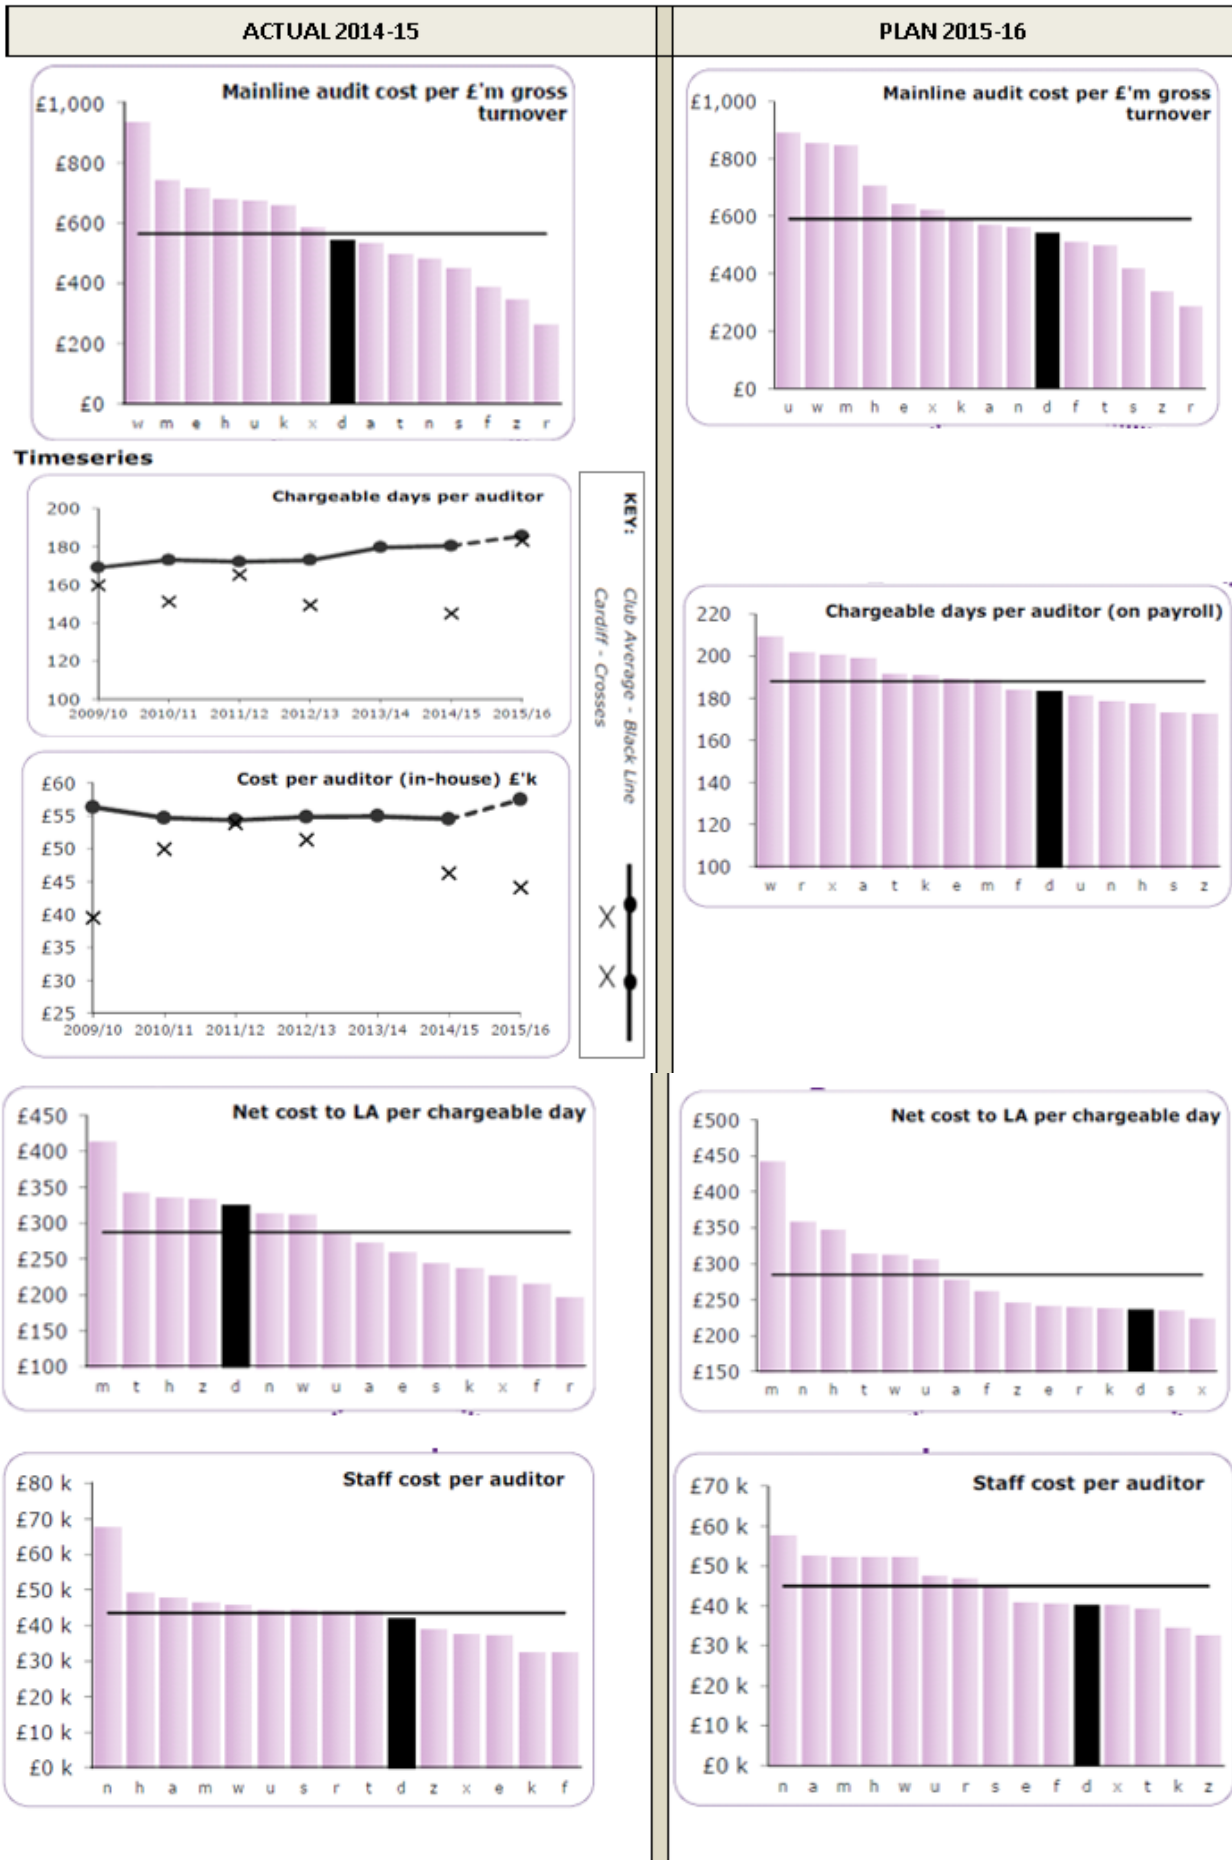 ACTUAL 2014-15
PLAN 2015-16
Mainline audit cost per £'m gross
turnover
£1,000
£800
£600
£400
£200
£0
w m e h u k x d a t n s f z r
Mainline audit cost per £'m gross
turnover
£1,000
£800
£600
£400
£200
£0
u w m h e x k a n d f t s z r
Timeseries
Chargeable days per auditor
200
180
160
140
120
100
2009/10 2010/11 2011/12 2012/13 2013/14 2014/15 2015/16
Cost per auditor (in-house) £'k
£60
£55
£50
£45
£40
£35
£30
£25
2009/10 2010/11 2011/12 2012/13 2013/14 2014/15 2015/16
KEY:
Club Average - Black Line
Cardiff - Crosses
Chargeable days per auditor (on payroll)
220
200
180
160
140
120
100
w r x a t k e m f d u n h s z
Net cost to LA per chargeable day
£450
£400
£350
£300
£250
£200
£150
£100
m t h z d n w u a e s k x f r
Net cost to LA per chargeable day
£500
£450
£400
£350
£300
£250
£200
£150
m n h t w u a f z e r k d s x
Staff cost per auditor
£80 k
£70 k
£60 k
£50 k
£40 k
£30 k
£20 k
£10 k
£0 k
n h a m w u s r t d z x e k f
Staff cost per auditor
£70 k
£60 k
£50 k
£40 k
£30 k
£20 k
£10 k
£0 k
n a m h w u r s e f d x t k z